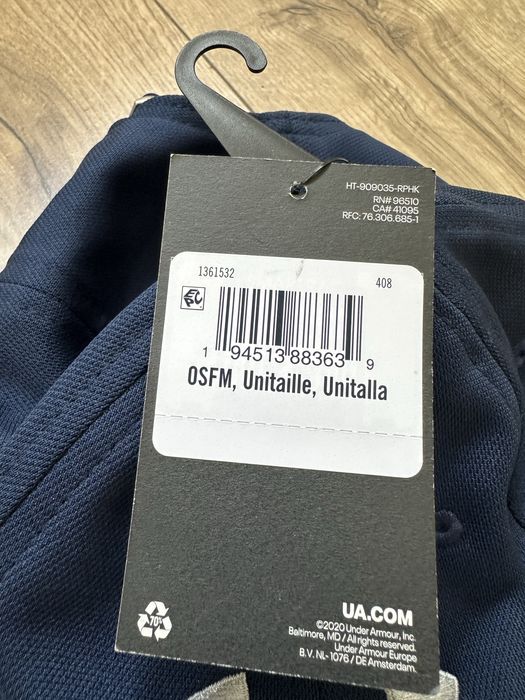 HT-909035-RPHK
RN# 96510
CA# 41095
RFC: 76.306.685-1
1361532 408
EPC
1 94513 88363 9
OSFM, Unitaille, Unitalla
70%
UA.COM
©2020 Under Armour, Inc.
Baltimore, MD / All rights reserved.
Under Armour Europe
B.V. NL- 1076 / DE Amsterdam.